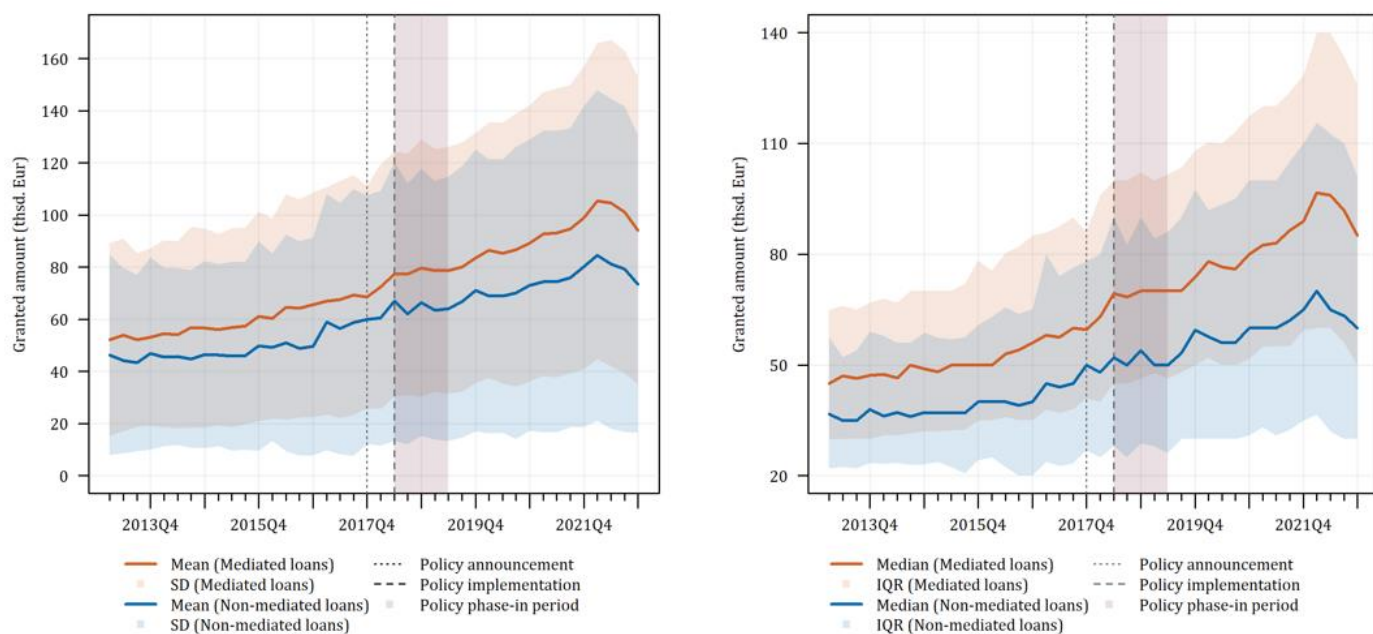 Granted amount (thsd. Eur)
160
140
120
100
80
60
40
20
0
2013Q4 2015Q4 2017Q4 2019Q4 2021Q4
Mean (Mediated loans) Policy announcement
SD (Mediated loans) Policy implementation
Mean (Non-mediated loans) Policy phase-in period
SD (Non-mediated loans)
Granted amount (thsd. Eur)
140
110
80
50
20
2013Q4 2015Q4 2017Q4 2019Q4 2021Q4
Median (Mediated loans) Policy announcement
IQR (Mediated loans) Policy implementation
Median (Non-mediated loans) Policy phase-in period
IQR (Non-mediated loans)